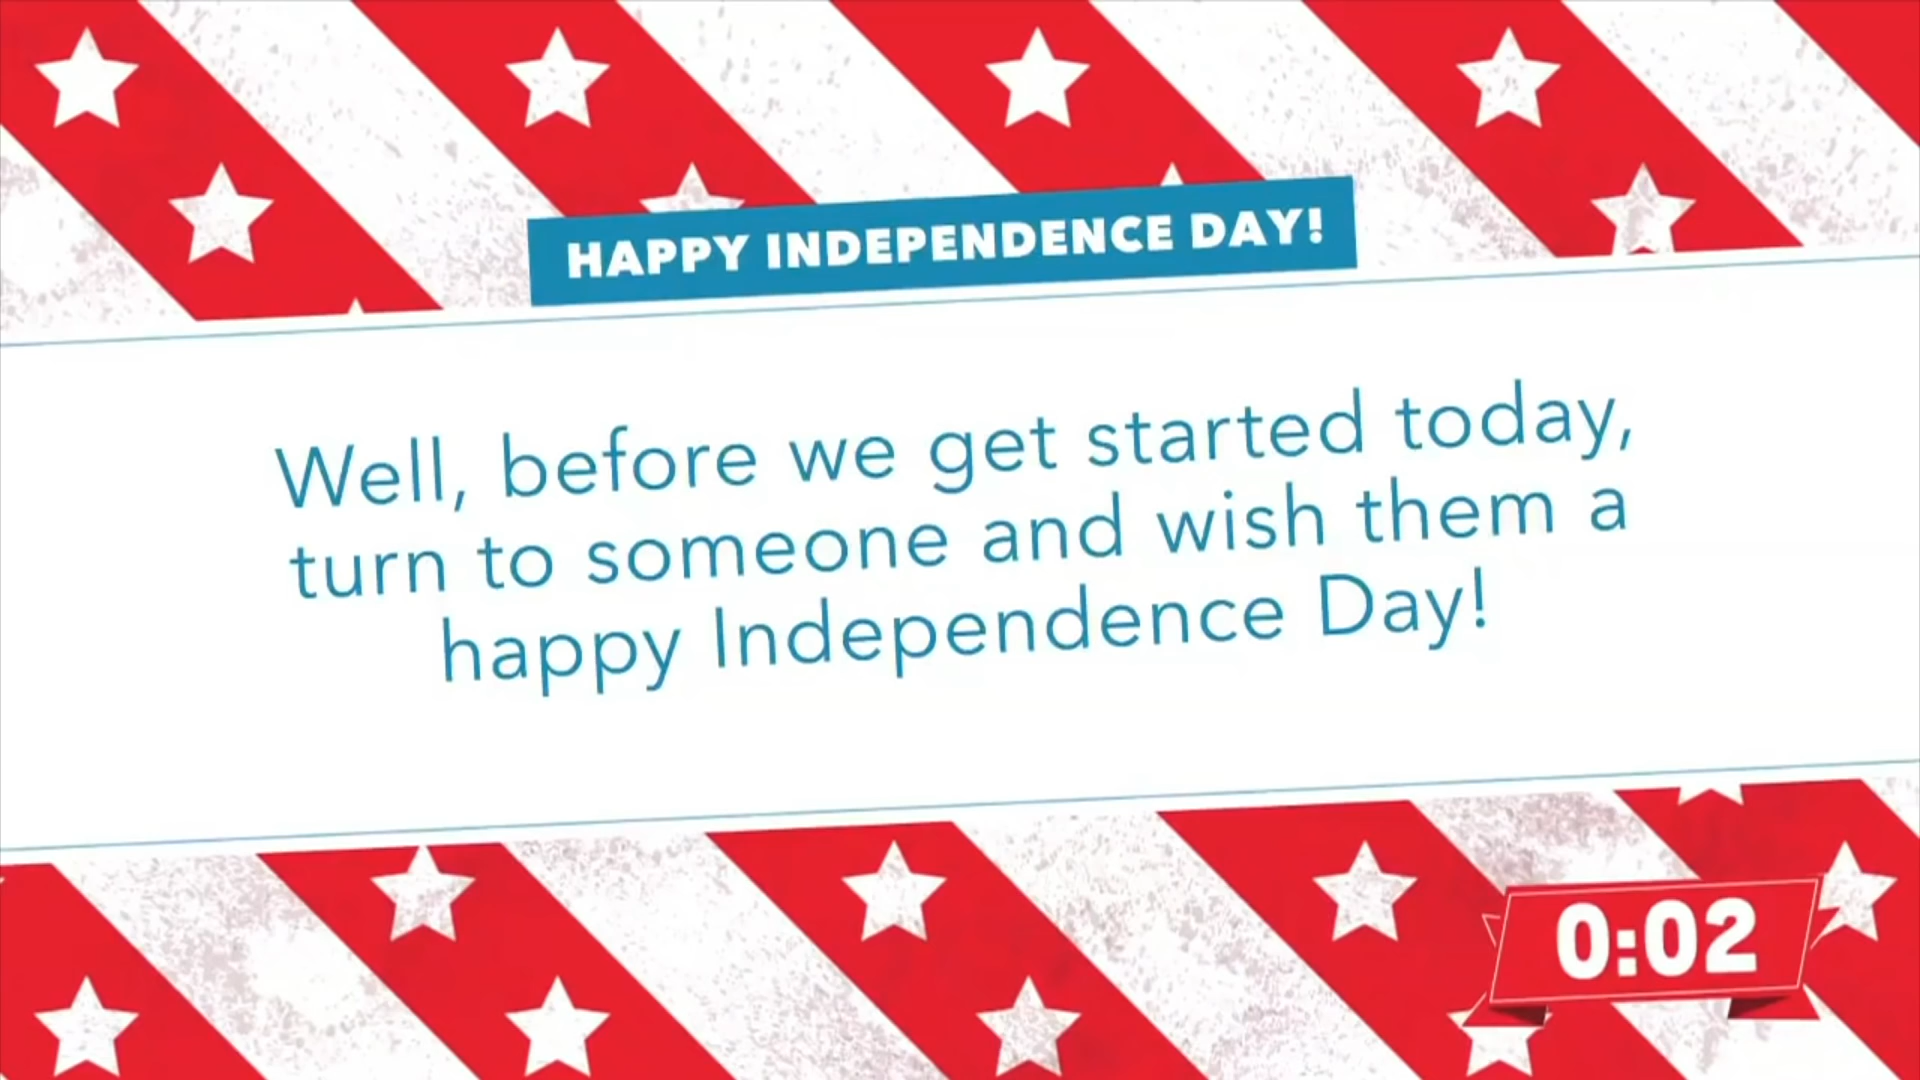 HAPPY INDEPENDENCE DAY!
Well, before we get started today,
turn to someone and wish them a
happy Independence Day!
0:02